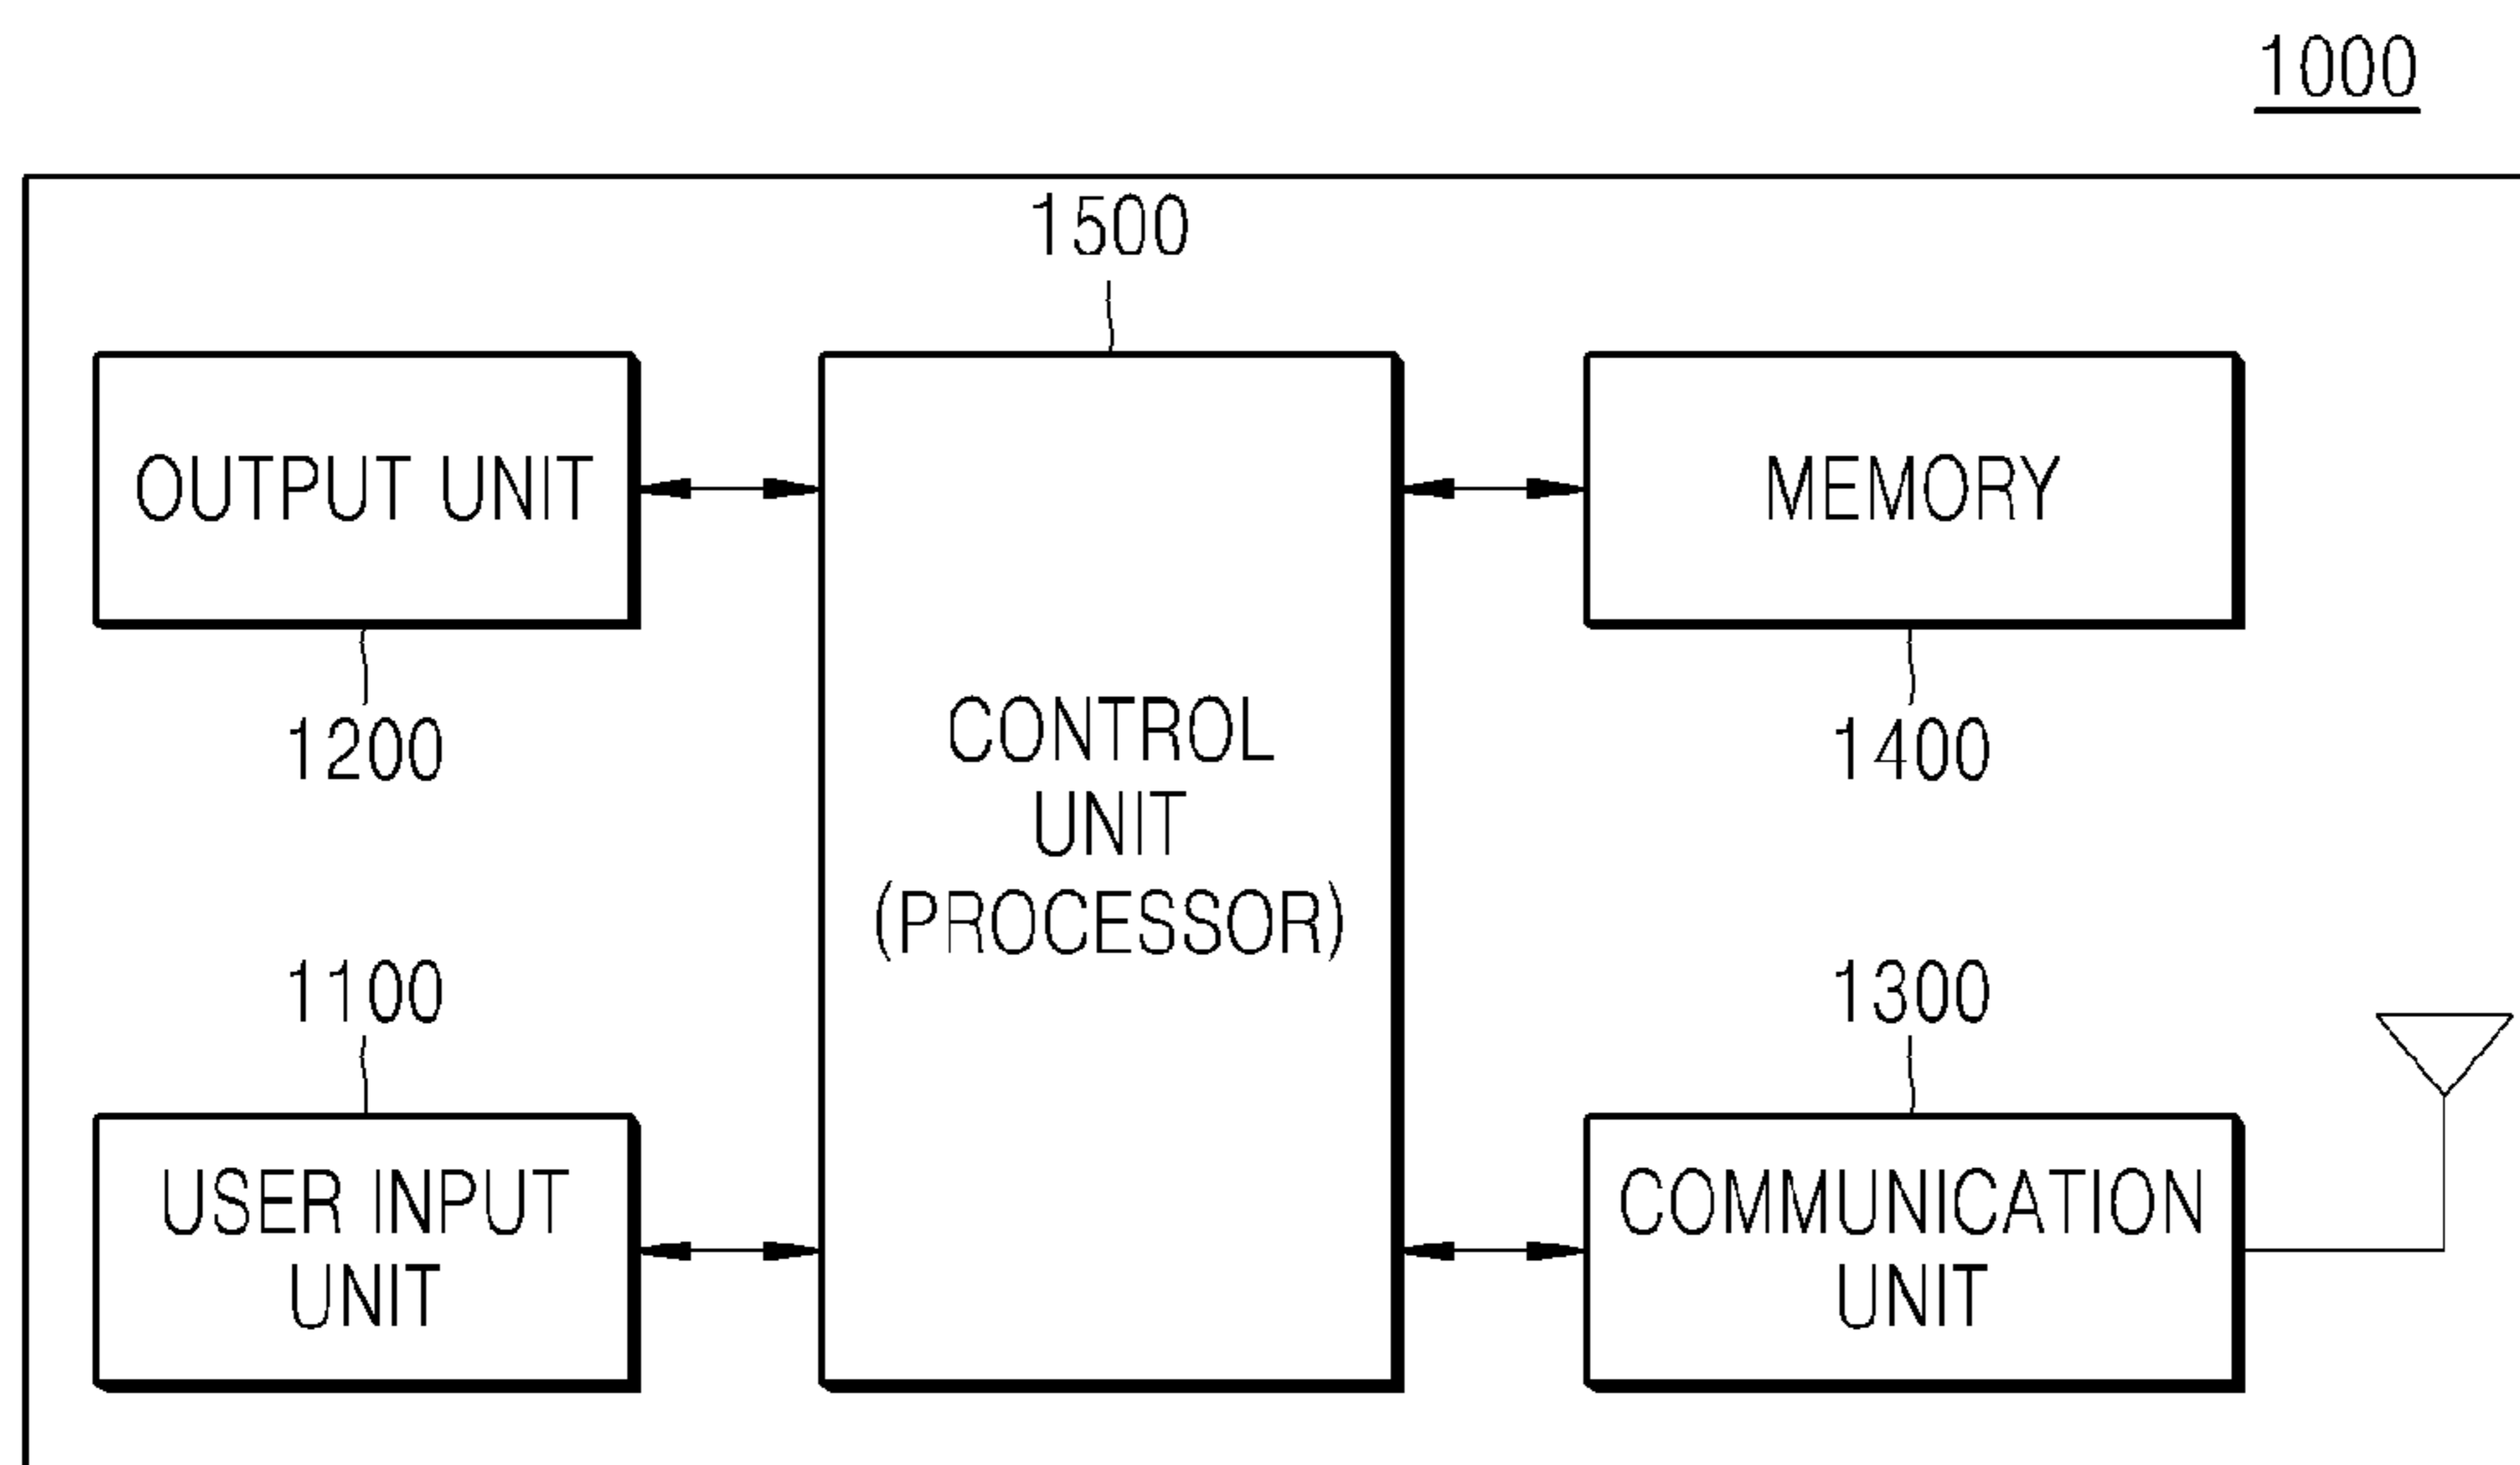 1000
1500
OUTPUT UNIT
MEMORY
1200
CONTROL
UNIT
(PROCESSOR)
1400
1100
1300
USER INPUT
UNIT
COMMUNICATION
UNIT